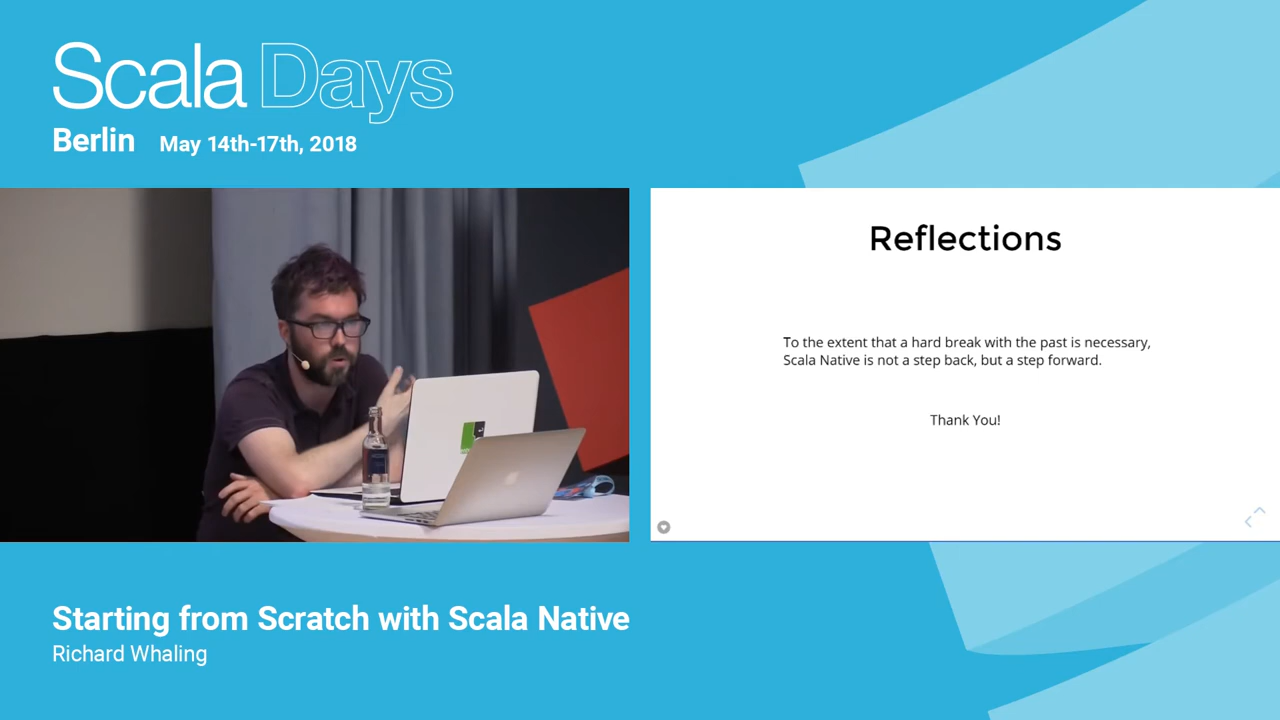 Scala Days
Berlin May 14th-17th, 2018
Reflections
To the extent that a hard break with the past is necessary,
Scala Native is not a step back, but a step forward.
Thank You!
Starting from Scratch with Scala Native
Richard Whaling